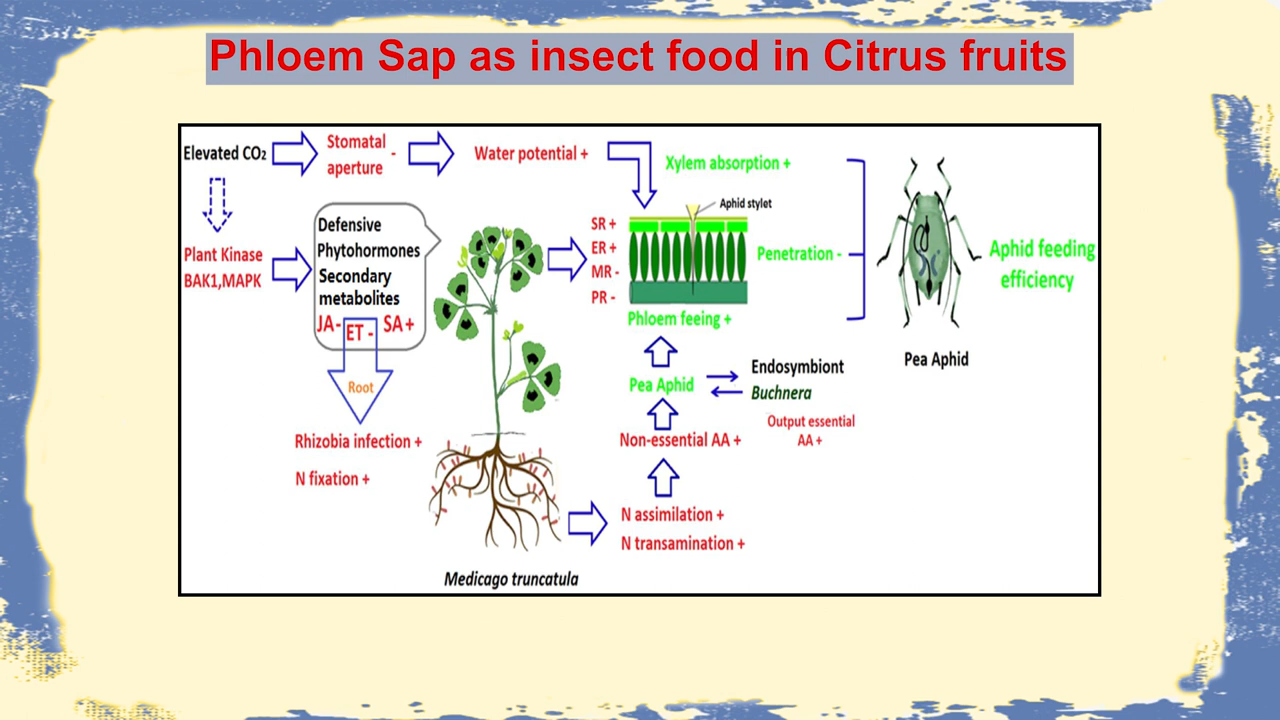 Phloem Sap as insect food in Citrus fruits
Elevated CO₂
Stomatal -
aperture
Water potential +
Xylem absorption +
Aphid stylet
Plant Kinase
BAK1,MAPK
Defensive
Phytohormones
Secondary
metabolites
JA- ET - SA+
Root
Rhizobia infection +
N fixation +
SR +
ER +
MR -
PR -
Penetration -
Phloem feeing +
Pea Aphid
Endosymbiont
Buchnera
Output essential
AA +
Non-essential AA +
N assimilation +
N transamination +
Medicago truncatula
Aphid feeding
efficiency
Pea Aphid